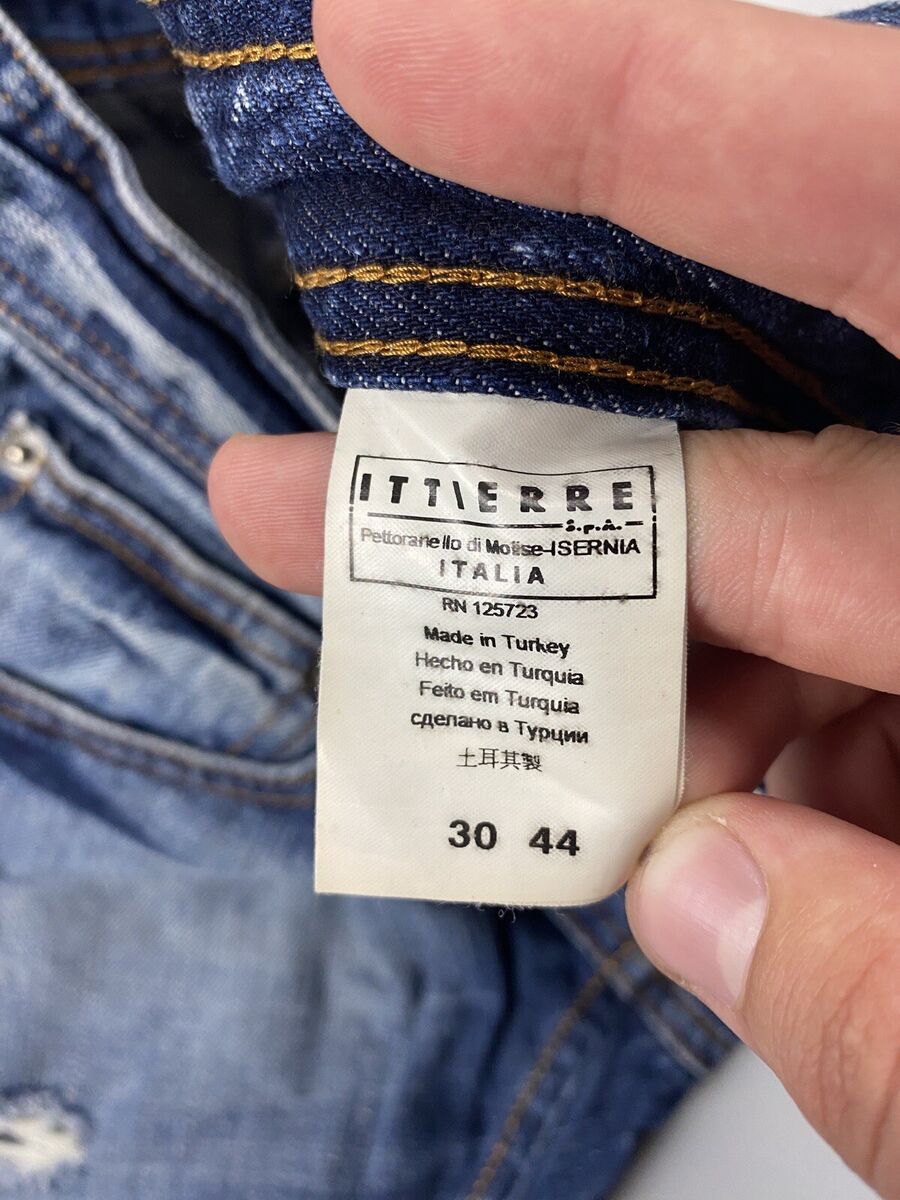 ITTIERRE
S.p.A.
Pettoranello di Molise-ISERNIA
ITALIA
RN 125723
Made in Turkey
Hecho en Turquia
Feito em Turquia
сделано в Турции
土耳其製
30 44